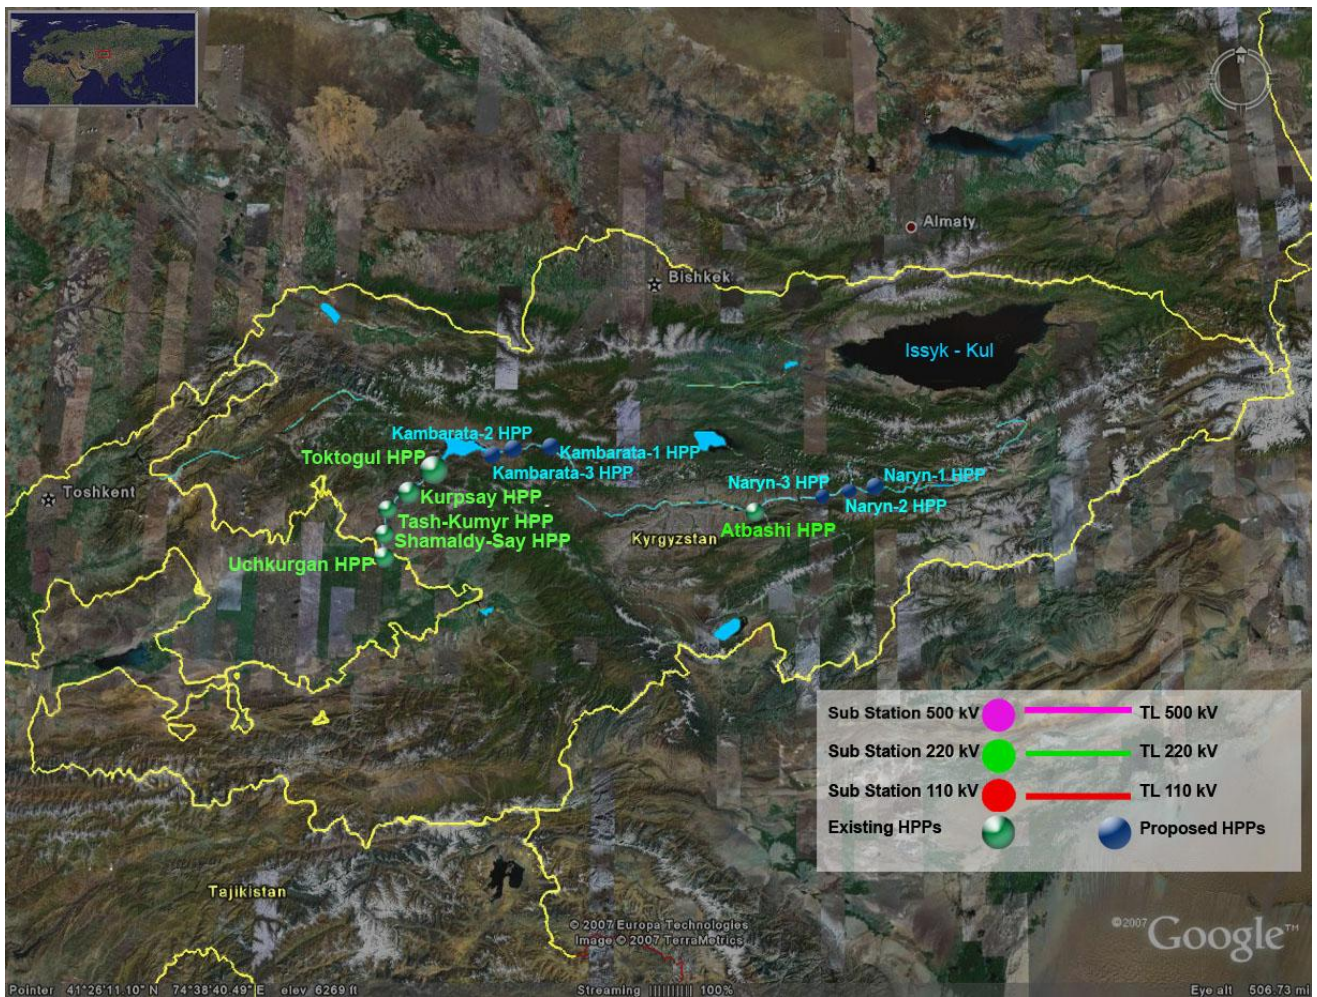 N
Almaty
Bishkek
Issyk - Kul
Kambarata-2 HPP
Toktogul HPP
Kambarata-1 HPP
Kambarata-3 HPP
Naryn-3 HPP
Naryn-1 HPP
Toshkent
Kurpsay HPP
Naryn-2 HPP
Tash-Kumyr HPP
Atbashi HPP
Shamaldy-Say HPP
Kyrgyzstan
Uchkurgan HPP
Sub Station 500 kV
TL 500 kV
Sub Station 220 kV
TL 220 kV
Sub Station 110 kV
TL 110 kV
Existing HPPs
Proposed HPPs
Tajikistan
© 2007 Europa Technologies
Image © 2007 TerraMetrics
©2007 Google™
Pointer 41°26'11.10" N 74°38'40.49" E elev 6269 ft
Streaming |||||||||| 100%
Eye alt 506.73 mi